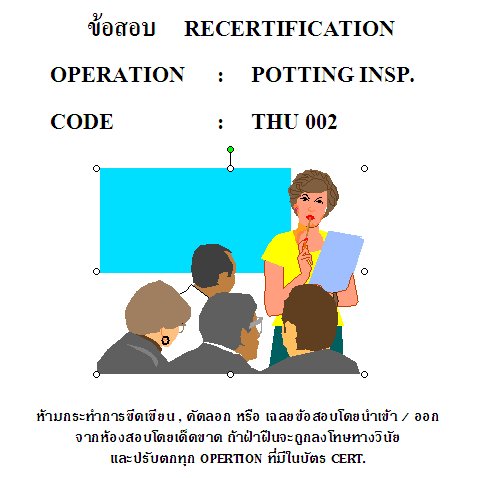 ข้อสอบ RECERTIFICATION
OPERATION : POTTING INSP.
CODE : THU 002
ห้ามกระทำการขีดเขียน , คัดลอก หรือ เฉลยข้อสอบโดยนำเข้า / ออก
จากห้องสอบโดยเด็ดขาด ถ้าฝ่าฝืนจะถูกลงโทษทางวินัย
และปรับตกทุก OPERTION ที่มีในบัตร CERT.